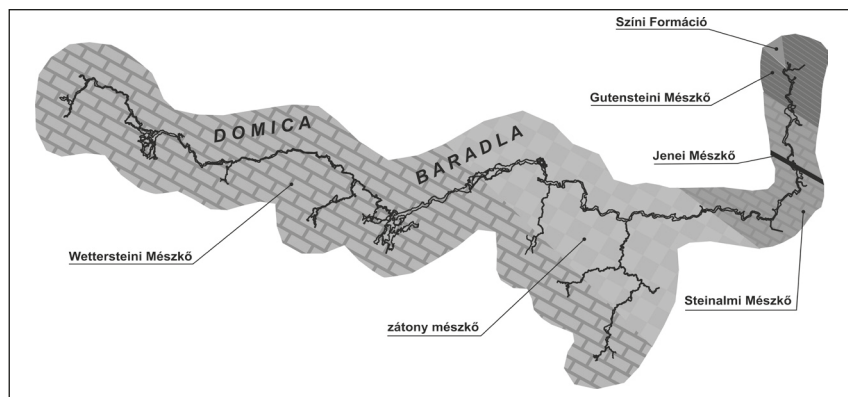 Színi Formáció
Gutensteini Mészkő
Jenei Mészkő
DOMICA
BARADLA
Wettersteini Mészkő
zátony mészkő
Steinalmi Mészkő